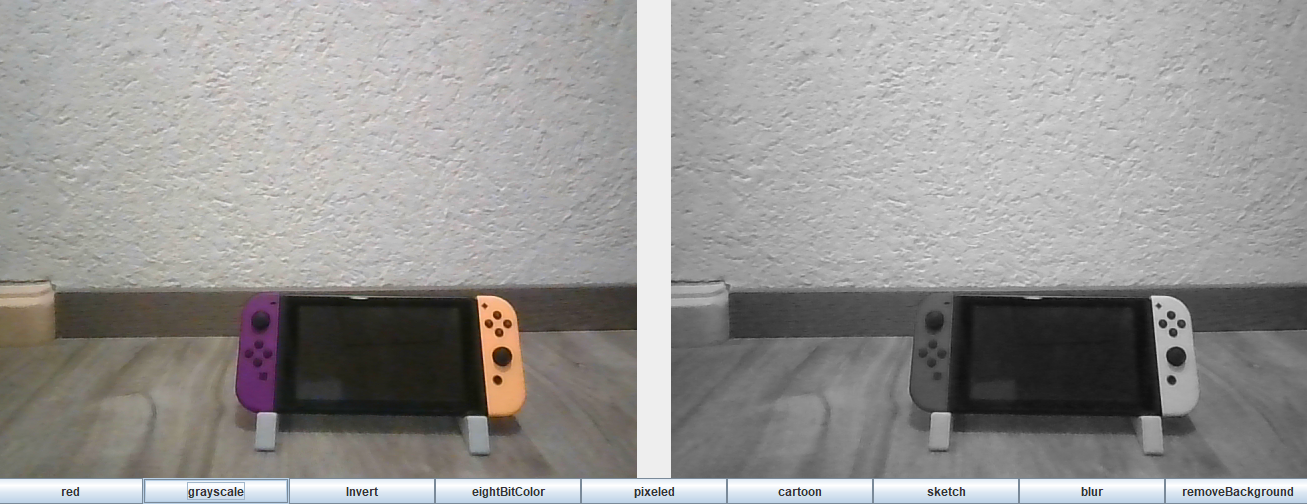 red
grayscale
Invert
eightBitColor
pixeled
cartoon
sketch
blur
removeBackground